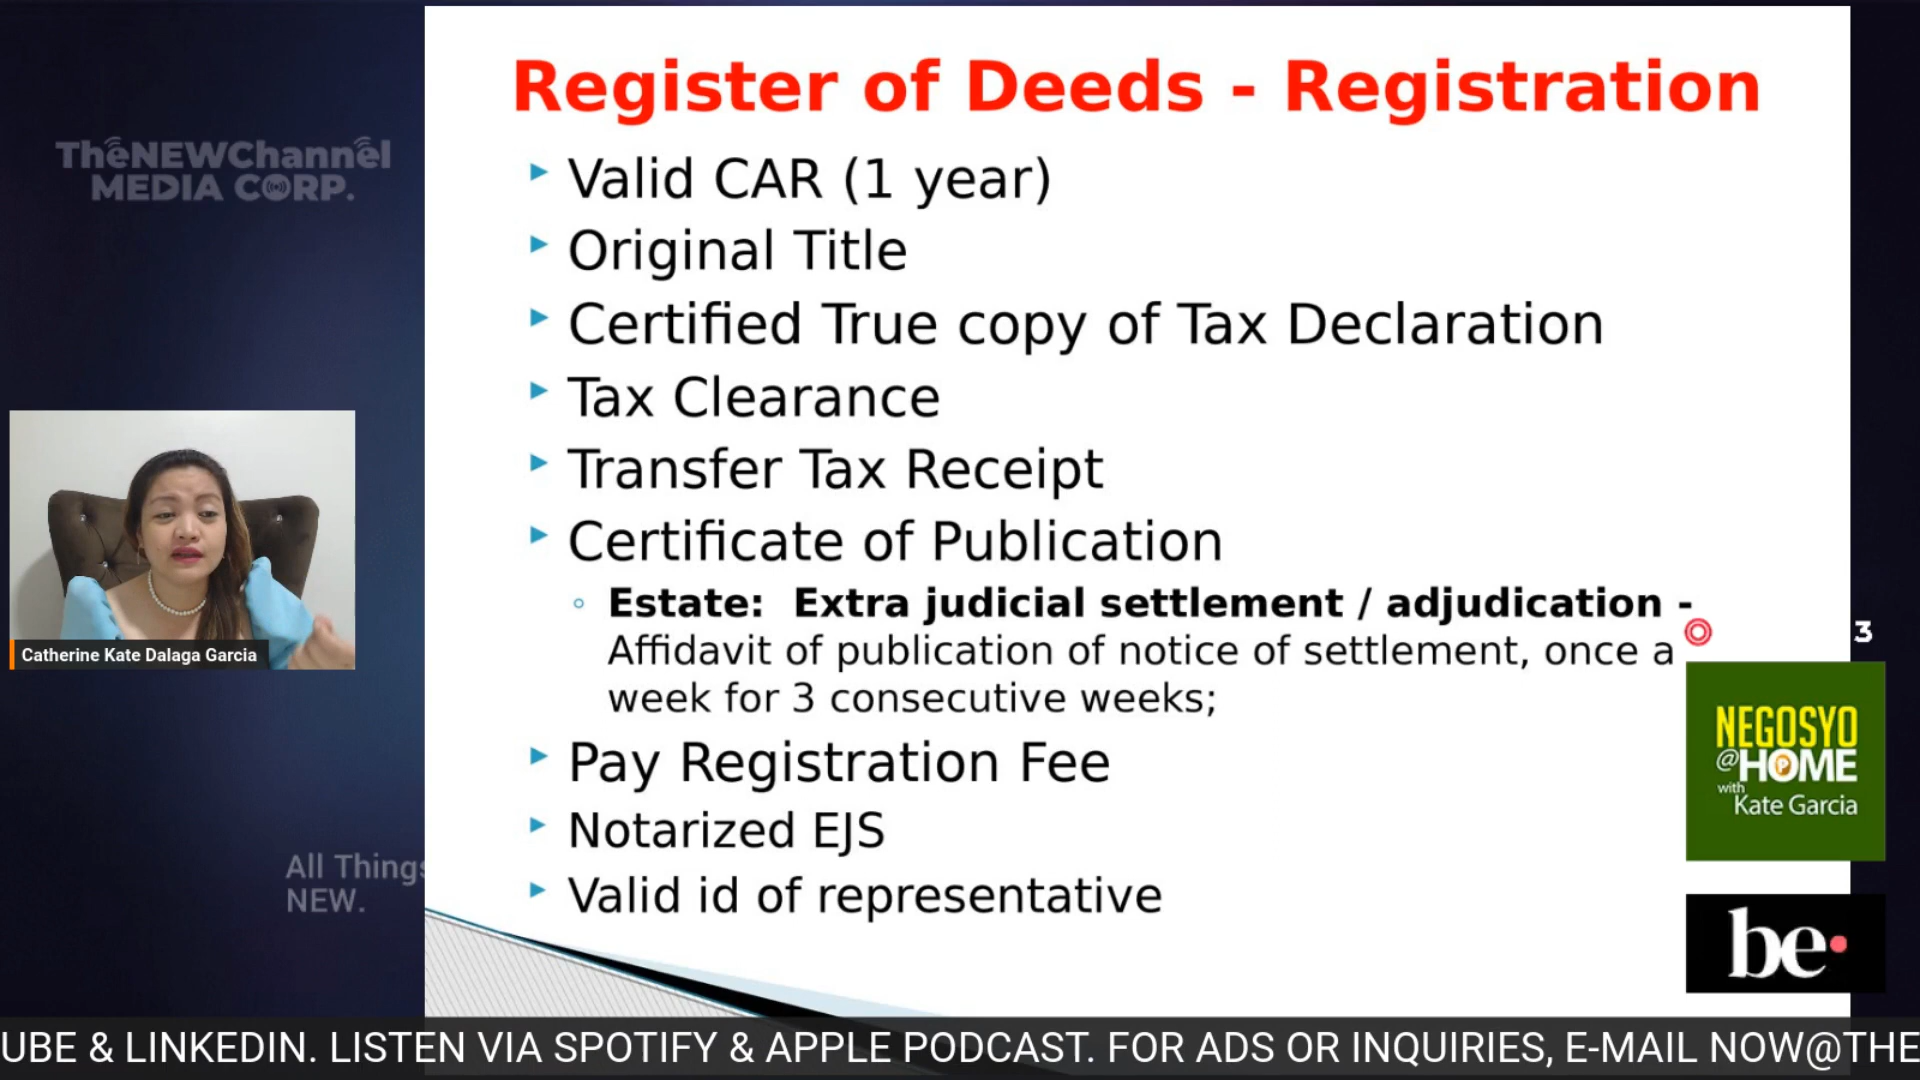 Register of Deeds - Registration
ThéNEWChannel
MEDIA CORP.
Valid CAR (1 year)
Original Title
Certified True copy of Tax Declaration
Tax Clearance
Transfer Tax Receipt
Certificate of Publication
Estate: Extra judicial settlement / adjudication -
Affidavit of publication of notice of settlement, once a
week for 3 consecutive weeks;
Pay Registration Fee
Notarized EJS
Valid id of representative
Catherine Kate Dalaga Garcia
3
NEGOSYO
@HOME
with
Kate Garcia
All Things
NEW.
be
UBE & LINKEDIN. LISTEN VIA SPOTIFY & APPLE PODCAST. FOR ADS OR INQUIRIES, E-MAIL NOW@THE